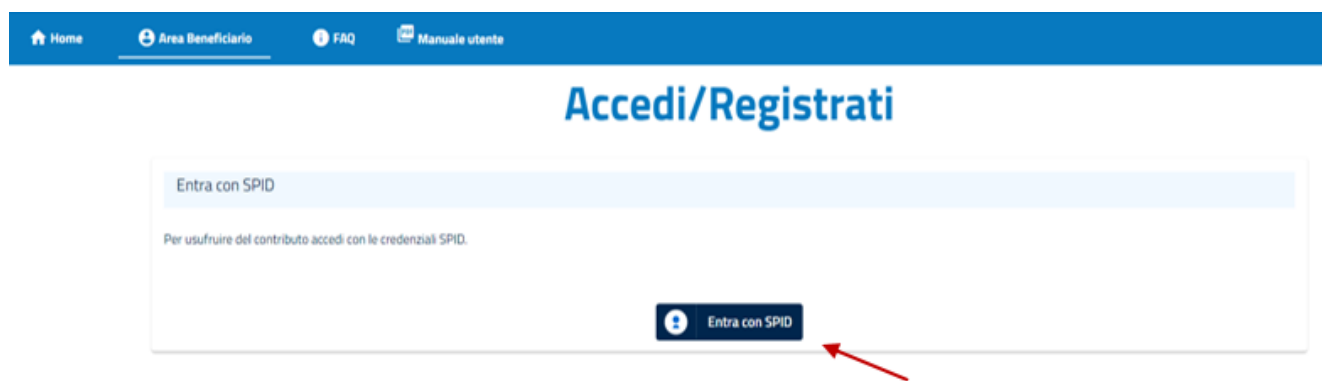 Home Area Beneficiario FAQ Manuale utente
Accedi/Registrati
Entra con SPID
Per usufruire del contributo accedi con le credenziali SPID.
Entra con SPID